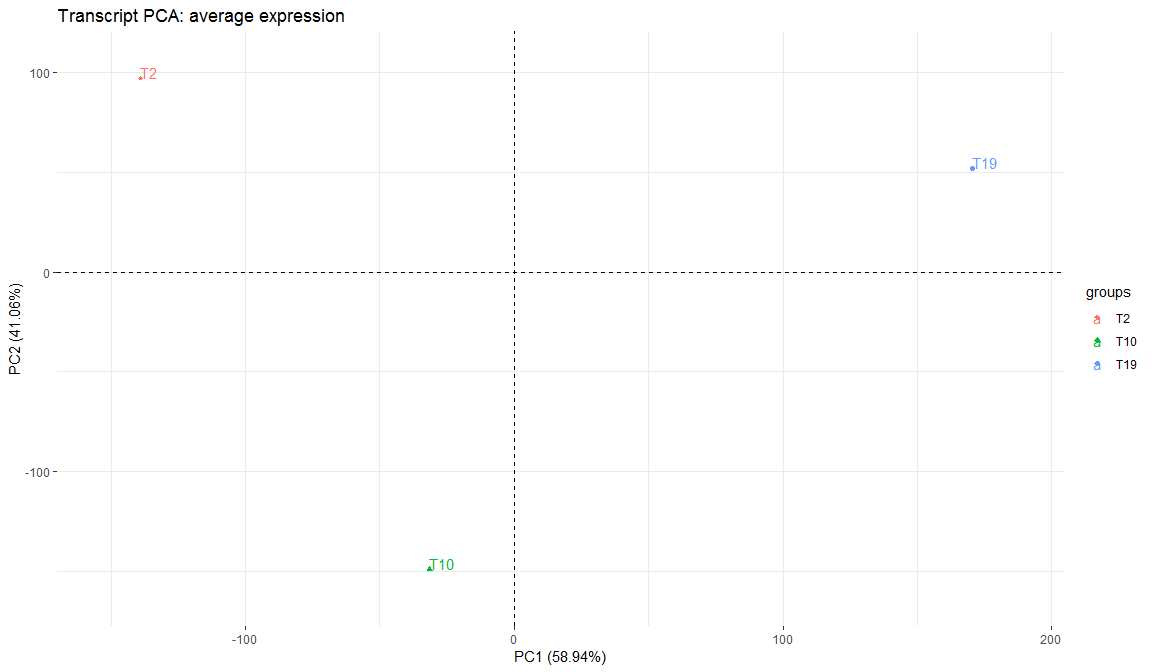 Transcript PCA: average expression
100
0
-100
PC2 (41.06%)
T2
T19
T10
-100
0
100
200
PC1 (58.94%)
groups
a T2
a T10
a T19